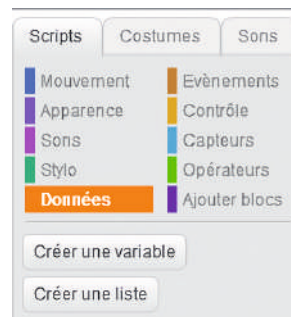 Scripts Costumes Sons
Mouvement Evènements
Apparence Contrôle
Sons Capteurs
Stylo Opérateurs
Données Ajouter blocs
Créer une variable
Créer une liste